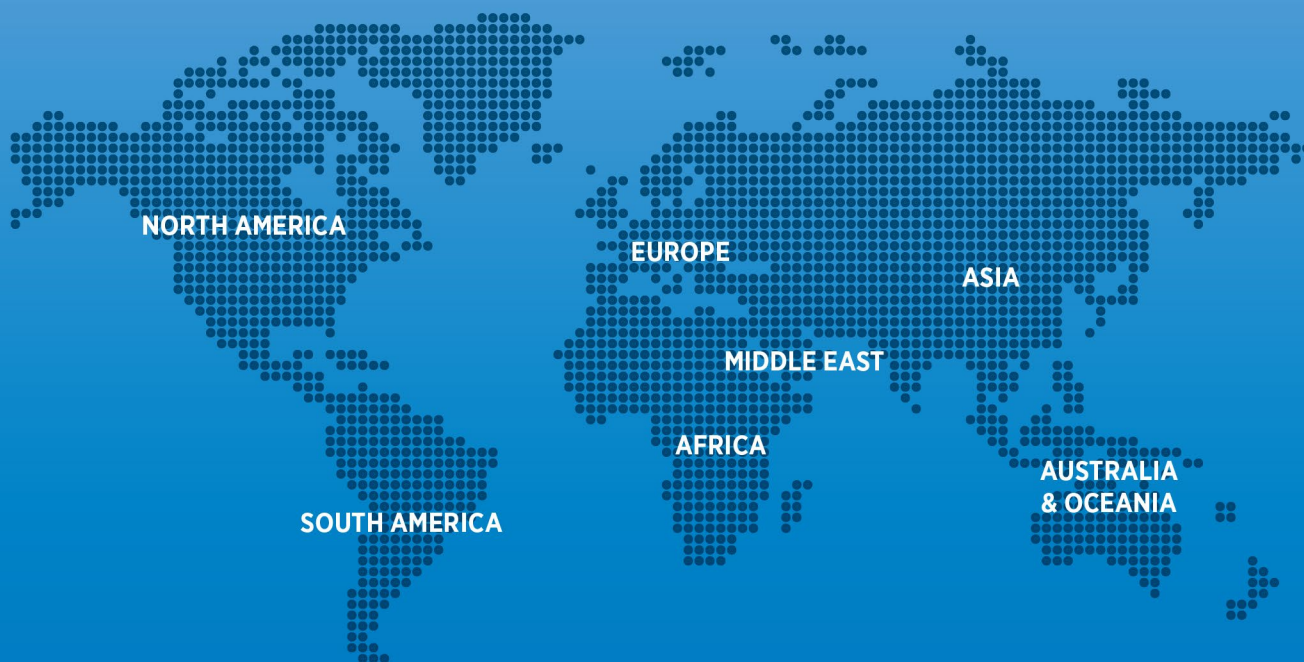 NORTH AMERICA
EUROPE
ASIA
MIDDLE EAST
AFRICA
AUSTRALIA
& OCEANIA
SOUTH AMERICA